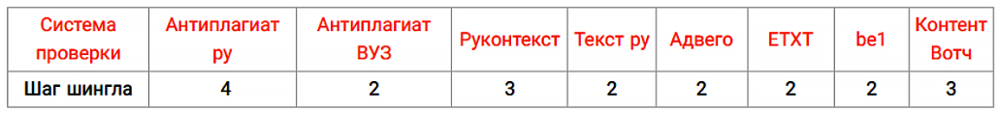 Система проверки Антиплагиат ру Антиплагиат ВУЗ Руконтекст Текст ру Адвего ETXT be1 Контент Вотч
Шаг шингла 4 2 3 2 2 2 2 3